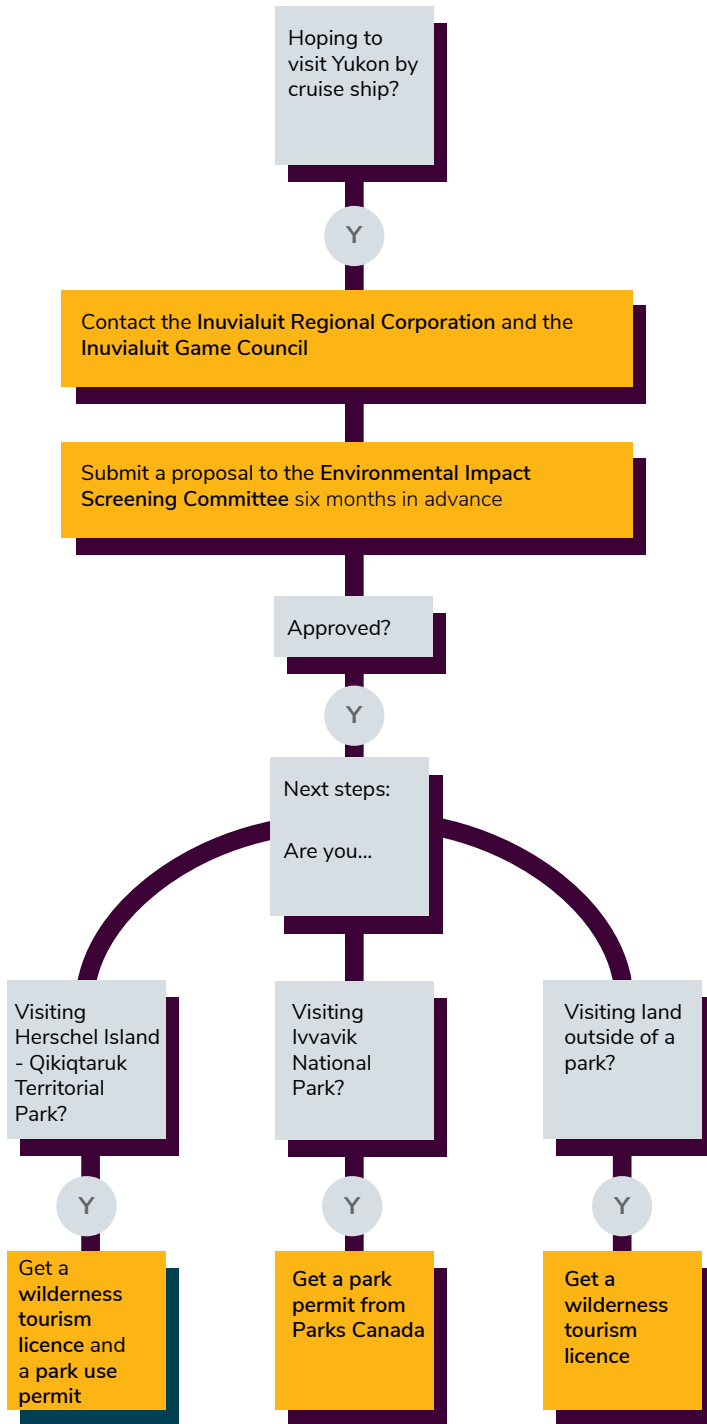 Hoping to
visit Yukon by
cruise ship?
Y
Contact the Inuvialuit Regional Corporation and the
Inuvialuit Game Council
Submit a proposal to the Environmental Impact
Screening Committee six months in advance
Approved?
Y
Next steps:
Are you...
Visiting
Herschel Island
- Qikiqtaruk
Territorial
Park?
Visiting
Ivvavik
National
Park?
Visiting land
outside of a
park?
Y
Y
Y
Get a
wilderness
tourism
licence and
a park use
permit
Get a park
permit from
Parks Canada
Get a
wilderness
tourism
licence